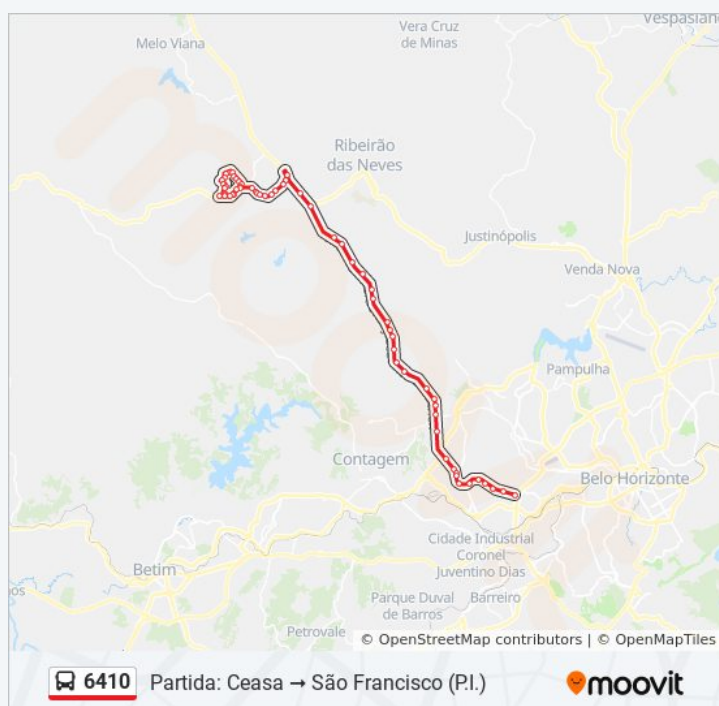 Vespasiano
Vera Cruz
de Minas
Melo Viana
Ribeirão
das Neves
Justinópolis
Venda Nova
Pampulha
Contagem
Belo Horizonte
Cidade Industrial
Coronel
Juventino Dias
Betim
Barreiro
Parque Duval
de Barros
Petrovale
© OpenStreetMap contributors | © OpenMapTiles
6410 Partida: Ceasa → São Francisco (P.I.)
moovit